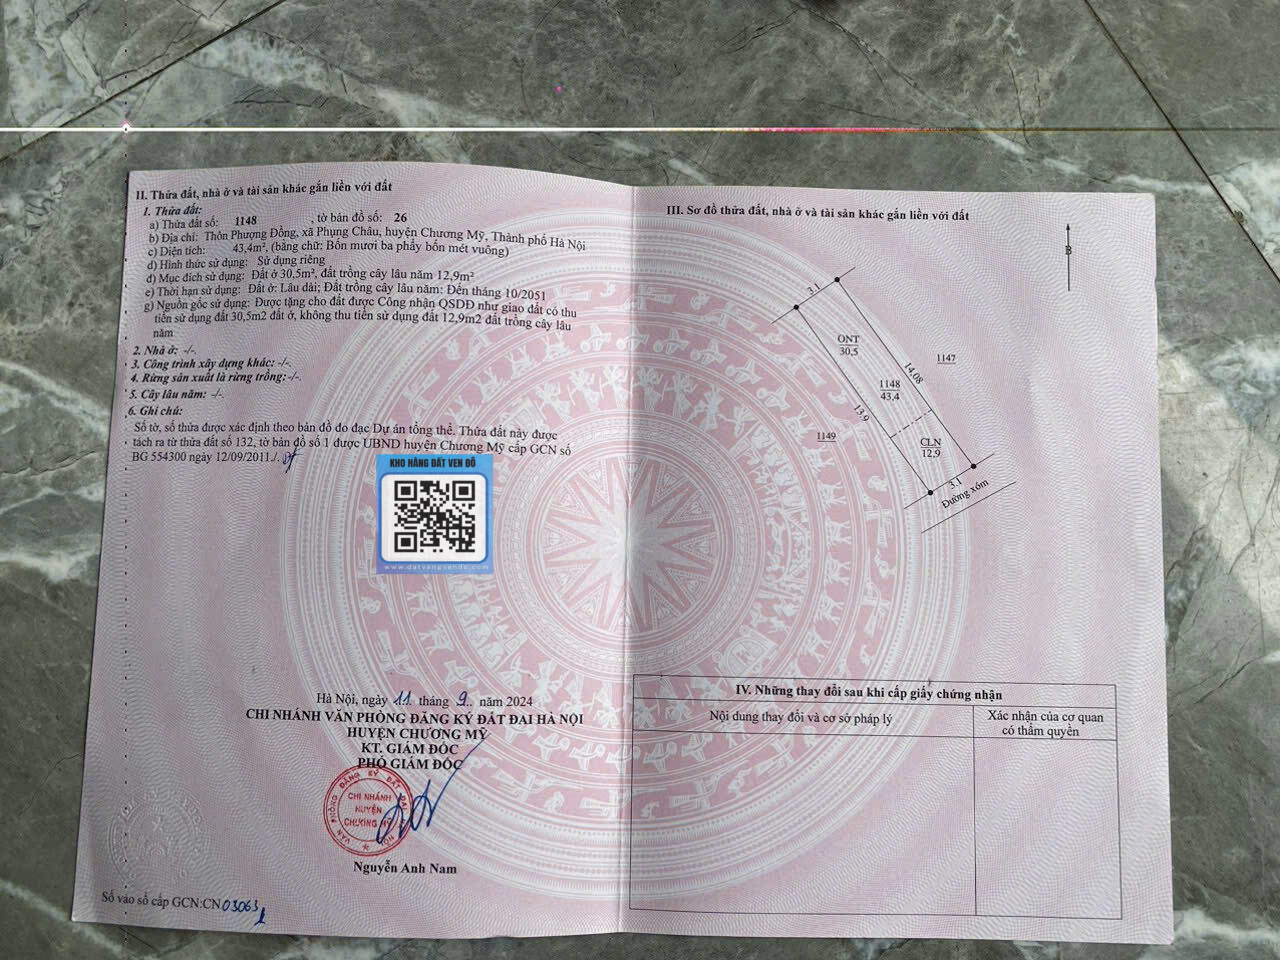 II. Thửa đất, nhà ở và tài sản khác gắn liền với đất
1. Thửa đất:
a) Thửa đất số: 1148 , tờ bản đồ số: 26
b) Địa chỉ: Thôn Phượng Đồng, xã Phụng Châu, huyện Chương Mỹ, Thành phố Hà Nội
c) Diện tích: 43,4m², (bằng chữ: Bốn mươi ba phẩy bốn mét vuông)
d) Hình thức sử dụng: Sử dụng riêng
đ) Mục đích sử dụng: Đất ở 30,5m², đất trồng cây lâu năm 12,9m²
e) Thời hạn sử dụng: Đất ở: Lâu dài; Đất trồng cây lâu năm: Đến tháng 10/2051
g) Nguồn gốc sử dụng: Được tặng cho đất được Công nhận QSDĐ như giao đất có thu
tiền sử dụng đất 30,5m2 đất ở, không thu tiền sử dụng đất 12,9m2 đất trồng cây lâu
năm
2. Nhà ở: -/-.
3. Công trình xây dựng khác: -/-.
4. Rừng sản xuất là rừng trồng: -/-.
5. Cây lâu năm: -/-.
6. Ghi chú:
Số tờ, số thửa được xác định theo bản đồ đo đạc Dự án tổng thể. Thửa đất này được
tách ra từ thửa đất số 132, tờ bản đồ số 1 được UBND huyện Chương Mỹ cấp GCN số
BG 554300 ngày 12/09/2011./.
KHO HÀNG ĐẤT VEN ĐÔ
www.datvangvendo.com
Hà Nội, ngày 11 tháng 9 năm 2024
CHI NHÁNH VĂN PHÒNG ĐĂNG KÝ ĐẤT ĐAI HÀ NỘI
HUYỆN CHƯƠNG MỸ
KT. GIÁM ĐỐC
PHÓ GIÁM ĐỐC
VĂN PHÒNG ĐĂNG KÝ ĐẤT ĐAI HÀ NỘI
CHI NHÁNH
HUYỆN
CHƯƠNG MỸ
Nguyễn Anh Nam
Số vào sổ cấp GCN:CN 03063
III. Sơ đồ thửa đất, nhà ở và tài sản khác gắn liền với đất
B
3.1
ONT
30,5
14.08
1147
1148
43,4
13.9
1149
CLN
12,9
3.1
Đường xóm
IV. Những thay đổi sau khi cấp giấy chứng nhận
Nội dung thay đổi và cơ sở pháp lý
Xác nhận của cơ quan
có thẩm quyền